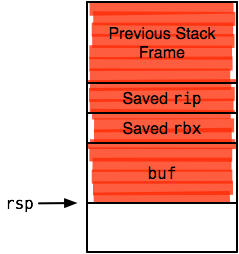 Previous Stack
Frame
Saved rip
Saved rbx
buf
rsp